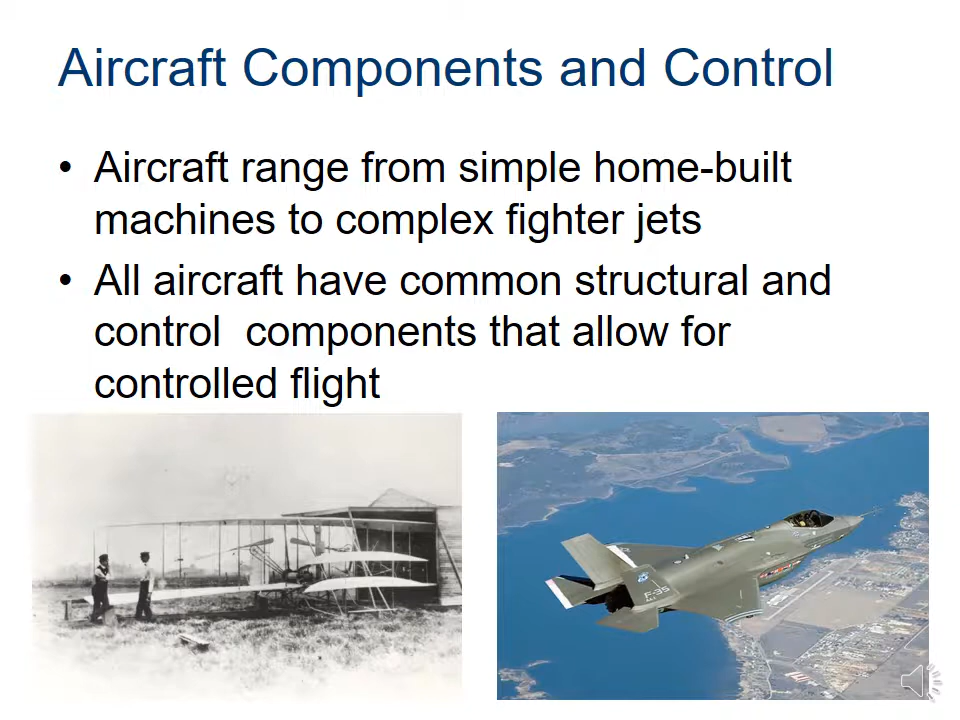 Aircraft Components and Control
• Aircraft range from simple home-built
machines to complex fighter jets
• All aircraft have common structural and
control  components that allow for
controlled flight
F-35